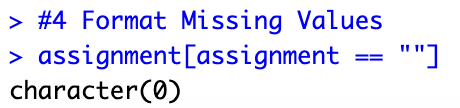 > #4 Format Missing Values
> assignment[assignment == ""]
character(0)